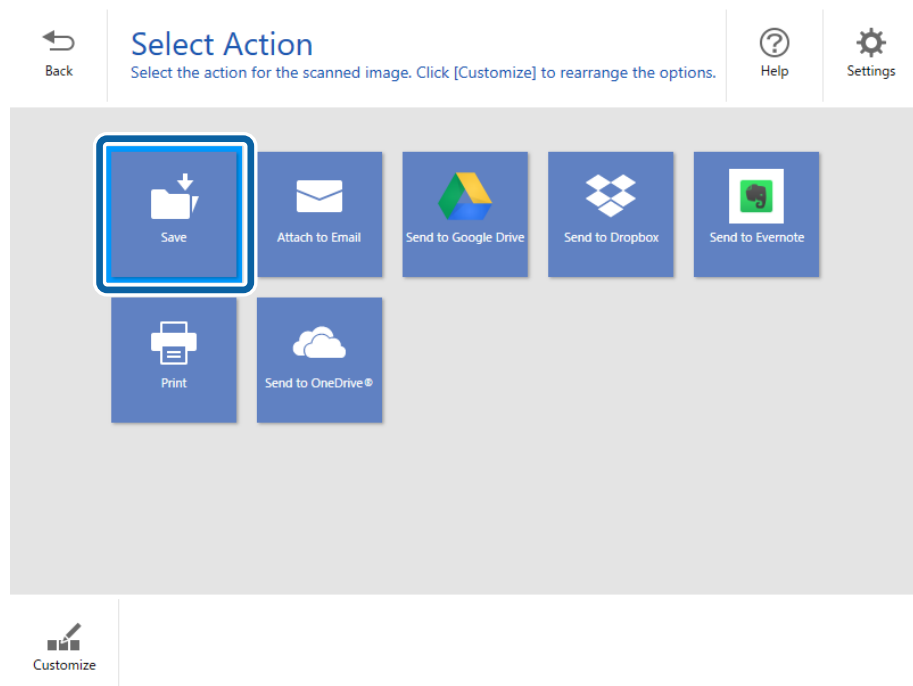 Back
Select Action
Select the action for the scanned image. Click [Customize] to rearrange the options.
Help
Settings
Save
Attach to Email
Send to Google Drive
Send to Dropbox
Send to Evernote
Print
Send to OneDrive®
Customize